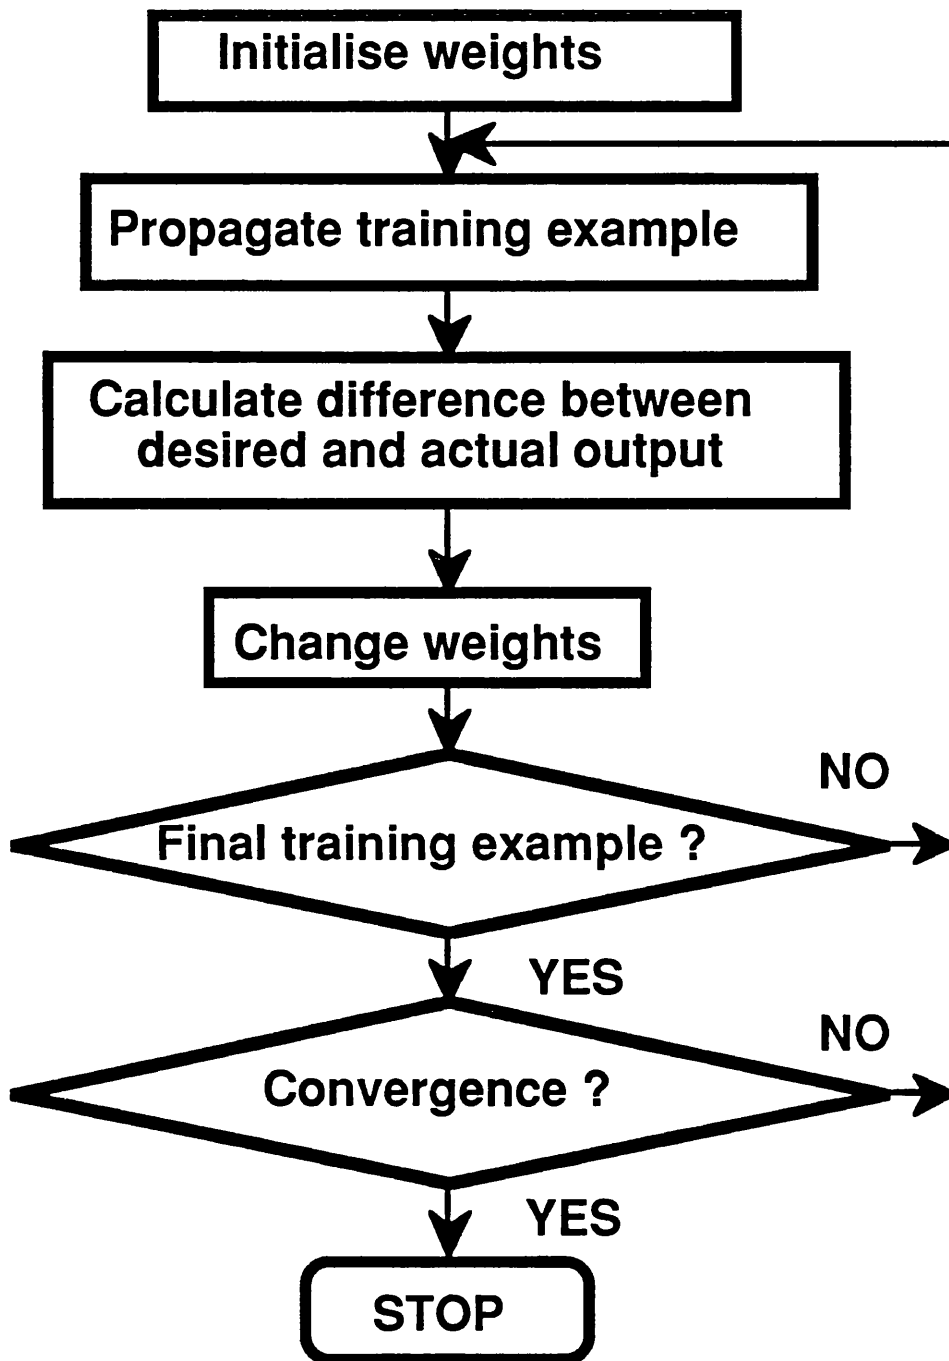 Initialise weights
Propagate training example
Calculate difference between
desired and actual output
Change weights
NO
Final training example ?
YES
NO
Convergence ?
YES
STOP